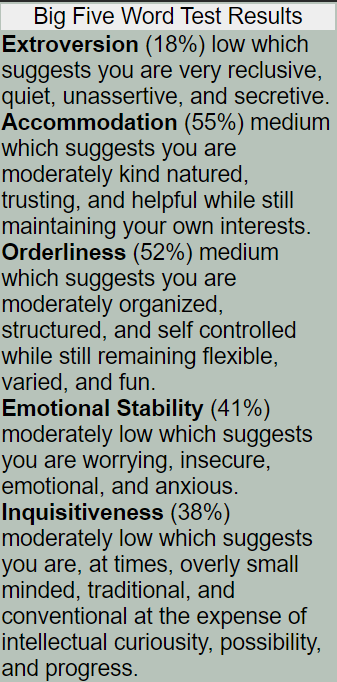 Big Five Word Test Results
Extroversion (18%) low which
suggests you are very reclusive,
quiet, unassertive, and secretive.
Accommodation (55%) medium
which suggests you are
moderately kind natured,
trusting, and helpful while still
maintaining your own interests.
Orderliness (52%) medium
which suggests you are
moderately organized,
structured, and self controlled
while still remaining flexible,
varied, and fun.
Emotional Stability (41%)
moderately low which suggests
you are worrying, insecure,
emotional, and anxious.
Inquisitiveness (38%)
moderately low which suggests
you are, at times, overly small
minded, traditional, and
conventional at the expense of
intellectual curiousity, possibility,
and progress.